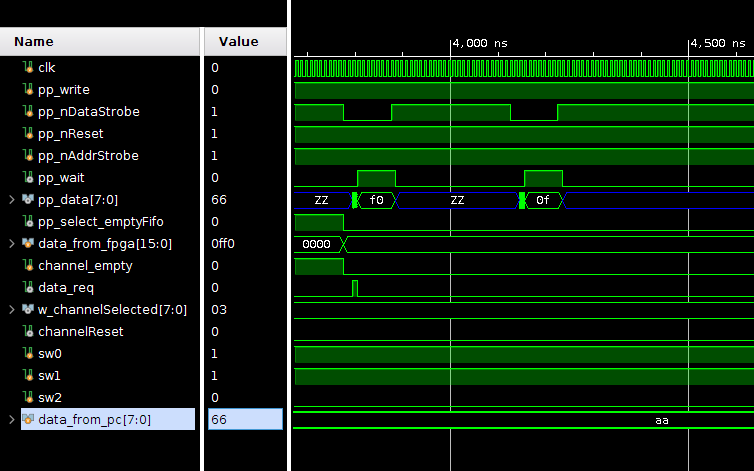 Name Value
4,000 ns 4,500 ns
clk 0
pp_write 0
pp_nDataStrobe 1
pp_nReset 1
pp_nAddrStrobe 1
pp_wait 0
pp_data[7:0] 66 ZZ f0 ZZ 0f
pp_select_emptyFifo 0
data_from_fpga[15:0] 0ff0 0000
channel_empty 0
data_req 0
w_channelSelected[7:0] 03
channelReset 0
sw0 1
sw1 1
sw2 0
data_from_pc[7:0] 66 aa